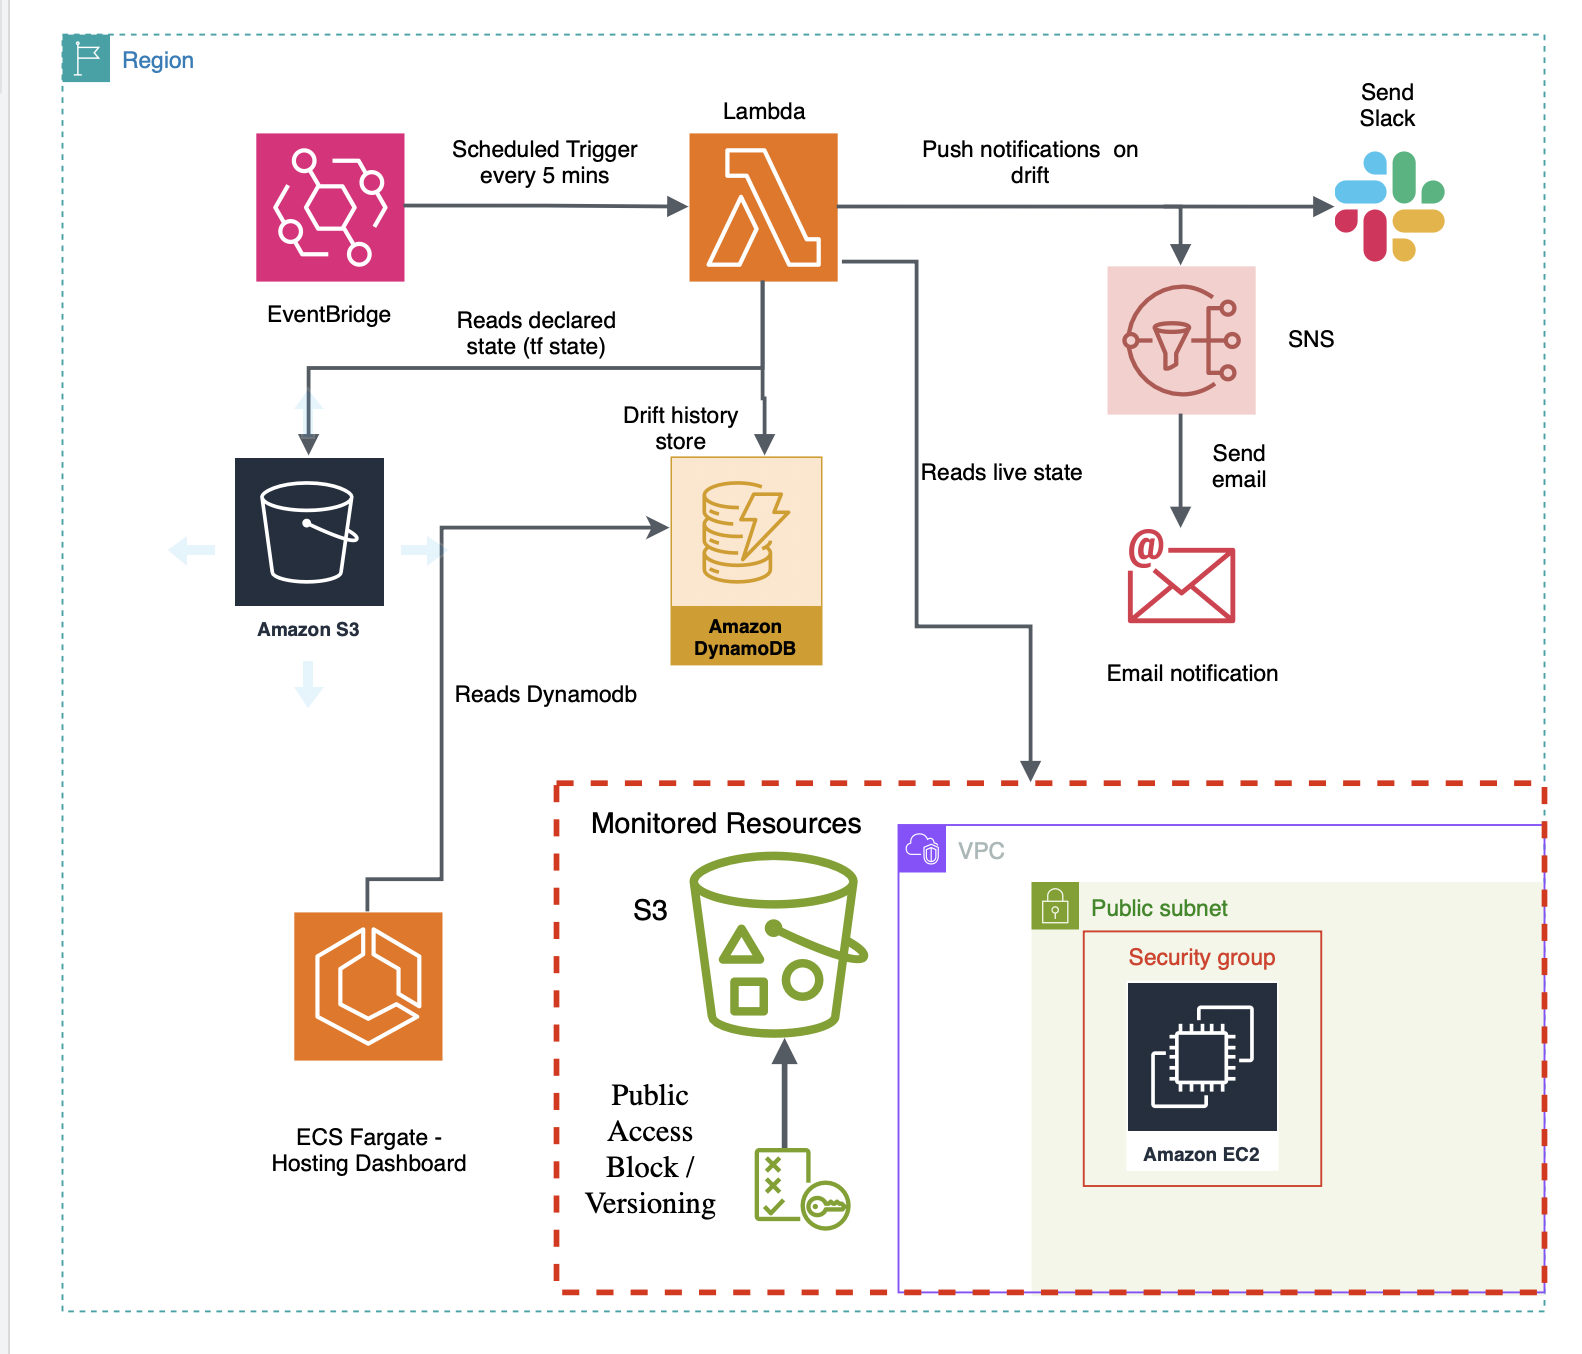 Region
Lambda
Send
Slack
Scheduled Trigger
every 5 mins
Push notifications on
drift
EventBridge
Reads declared
state (tf state)
SNS
Drift history
store
Reads live state
Send
email
@
Amazon S3
Amazon
DynamoDB
Reads Dynamodb
Email notification
Monitored Resources
VPC
S3
Public subnet
Security group
Public
Access
Block /
Versioning
Amazon EC2
ECS Fargate -
Hosting Dashboard